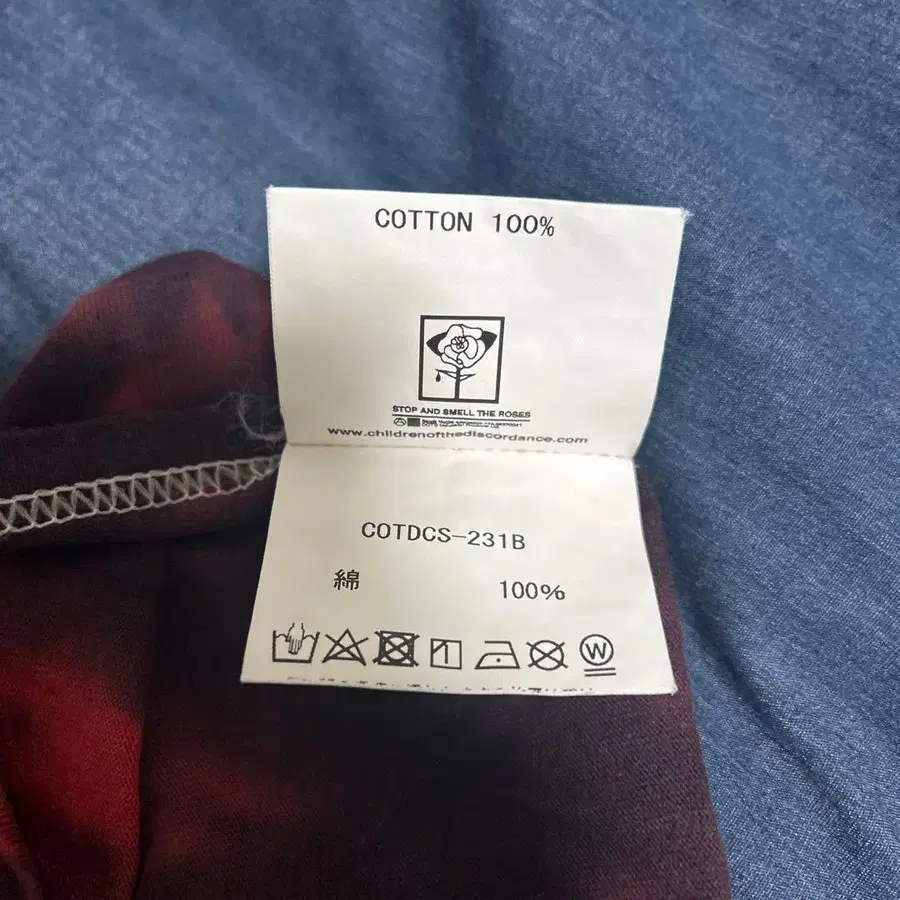 COTTON 100%
STOP AND SMELL THE ROSES
www.childrenofthediscordance.com
COTDCS-231B
綿 100%
W